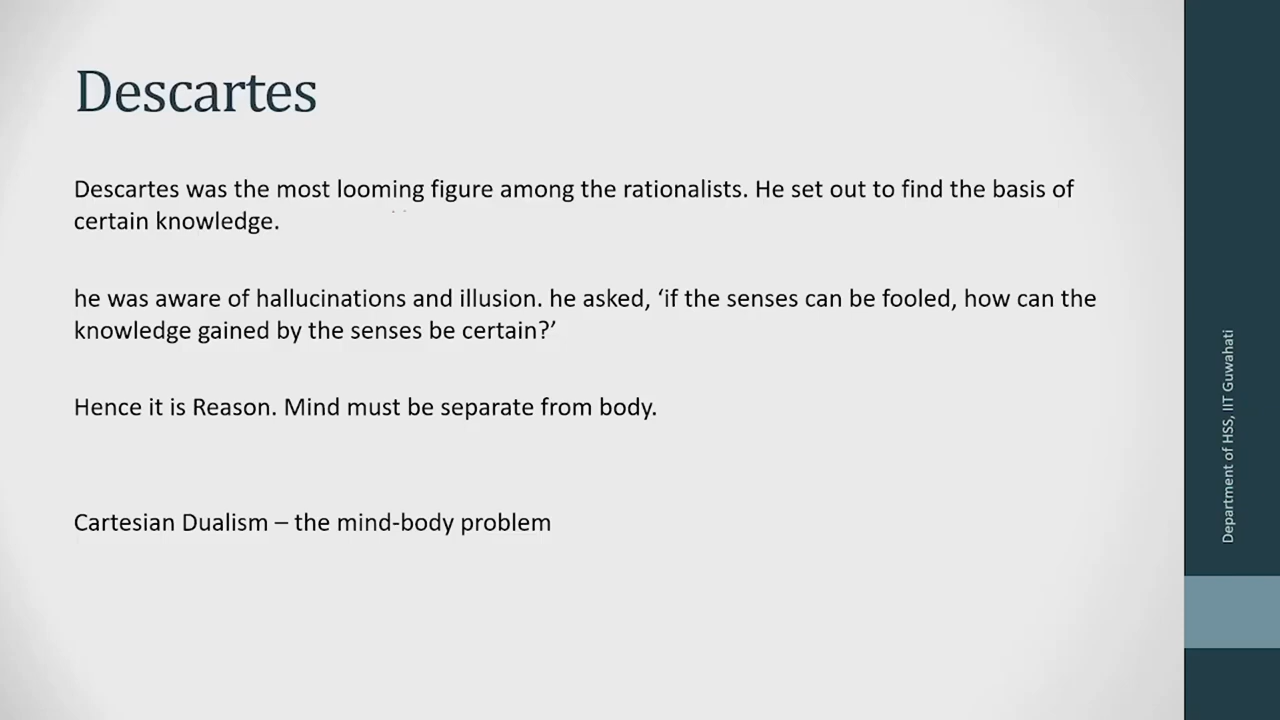 Descartes
Descartes was the most looming figure among the rationalists. He set out to find the basis of
certain knowledge.
he was aware of hallucinations and illusion. he asked, ‘if the senses can be fooled, how can the
knowledge gained by the senses be certain?’
Hence it is Reason. Mind must be separate from body.
Cartesian Dualism – the mind-body problem
Department of HSS, IIT Guwahati